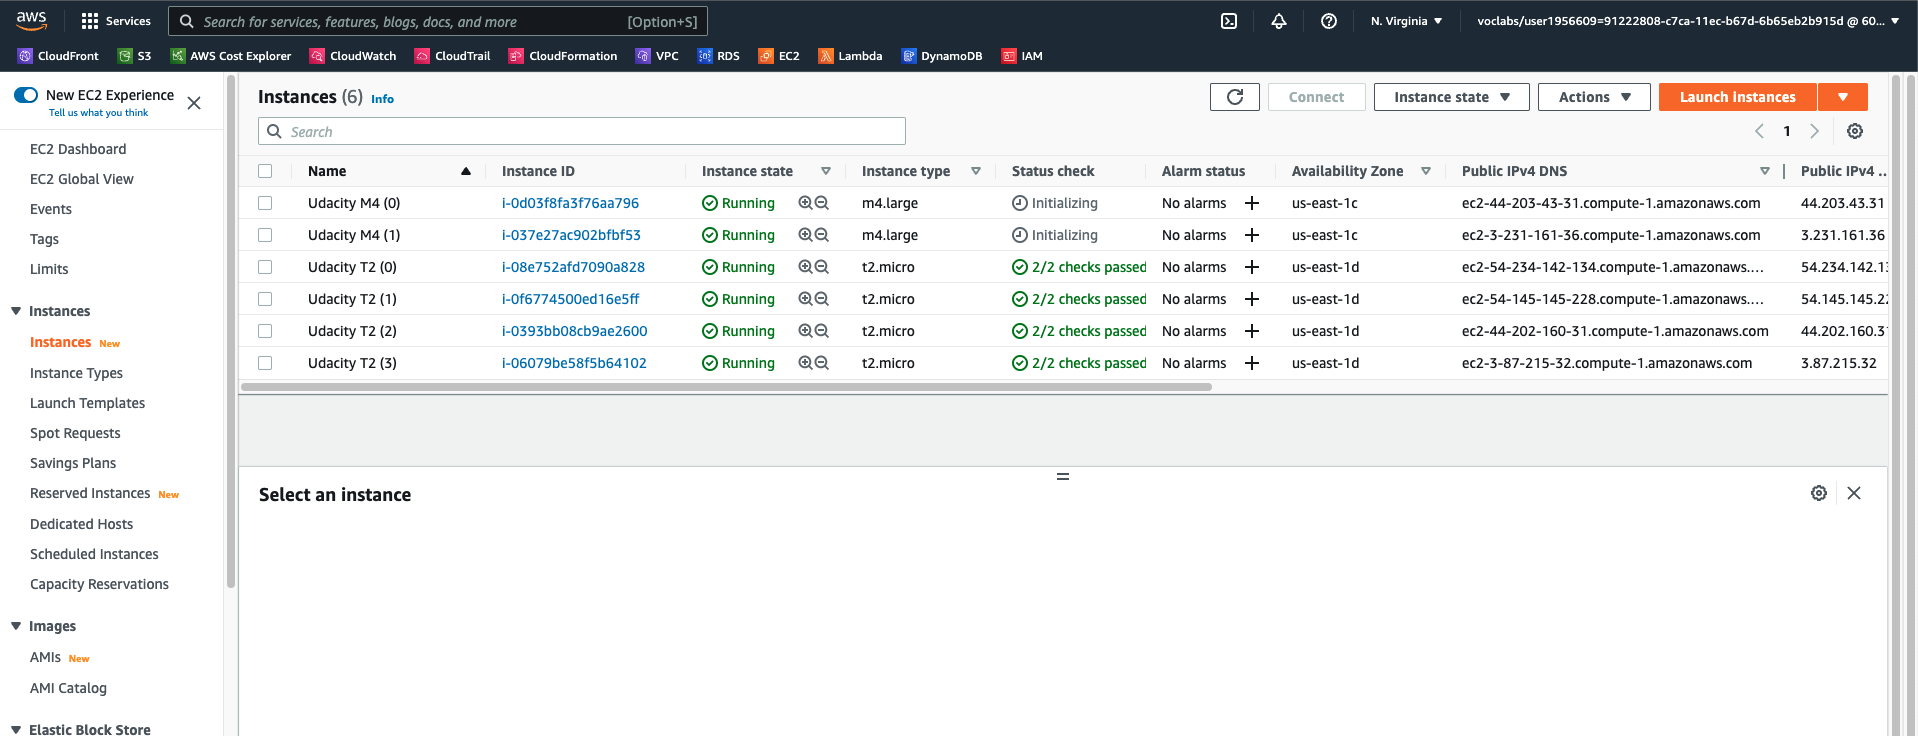 aws Services Search for services, features, blogs, docs, and more [Option+S] N. Virginia ▼ voclabs/user1956609=91222808-c7ca-11ec-b67d-6b65eb2b915d @ 60... ▼
CloudFront S3 AWS Cost Explorer CloudWatch CloudTrail CloudFormation VPC RDS EC2 Lambda DynamoDB IAM
New EC2 Experience
Tell us what you think
EC2 Dashboard
EC2 Global View
Events
Tags
Limits
Instances
Instances New
Instance Types
Launch Templates
Spot Requests
Savings Plans
Reserved Instances New
Dedicated Hosts
Scheduled Instances
Capacity Reservations
Images
AMIs New
AMI Catalog
Elastic Block Store
Instances (6) Info Connect Instance state Actions Launch instances
Search 1
Name Instance ID Instance state Instance type Status check Alarm status Availability Zone Public IPv4 DNS Public IPv4 ...
Udacity M4 (0) i-0d03f8fa3f76aa796 Running m4.large Initializing No alarms us-east-1c ec2-44-203-43-31.compute-1.amazonaws.com 44.203.43.31
Udacity M4 (1) i-037e27ac902bfbf53 Running m4.large Initializing No alarms us-east-1c ec2-3-231-161-36.compute-1.amazonaws.com 3.231.161.36
Udacity T2 (0) i-08e752afd7090a828 Running t2.micro 2/2 checks passed No alarms us-east-1d ec2-54-234-142-134.compute-1.amazonaws.... 54.234.142.13
Udacity T2 (1) i-0f6774500ed16e5ff Running t2.micro 2/2 checks passed No alarms us-east-1d ec2-54-145-145-228.compute-1.amazonaws.... 54.145.145.22
Udacity T2 (2) i-0393bb08cb9ae2600 Running t2.micro 2/2 checks passed No alarms us-east-1d ec2-44-202-160-31.compute-1.amazonaws.com 44.202.160.31
Udacity T2 (3) i-06079be58f5b64102 Running t2.micro 2/2 checks passed No alarms us-east-1d ec2-3-87-215-32.compute-1.amazonaws.com 3.87.215.32
Select an instance